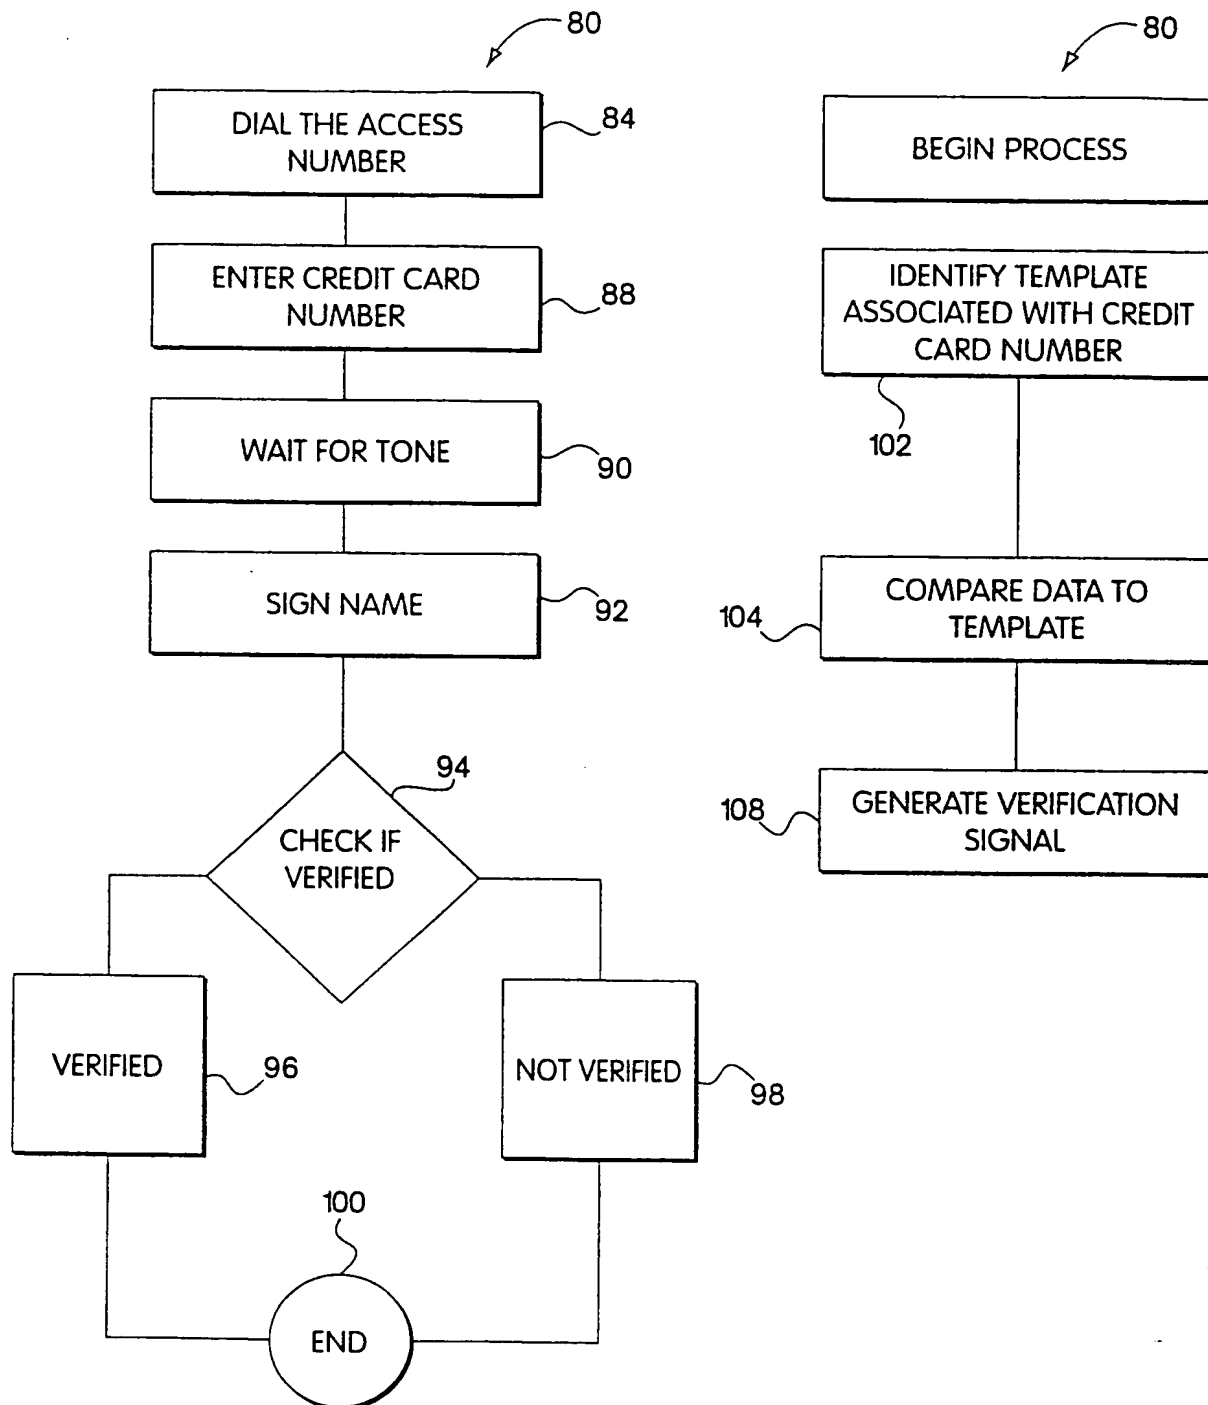 80
DIAL THE ACCESS
NUMBER
84
ENTER CREDIT CARD
NUMBER
88
WAIT FOR TONE
90
SIGN NAME
92
94
CHECK IF
VERIFIED
VERIFIED
96
NOT VERIFIED
98
100
END
80
BEGIN PROCESS
IDENTIFY TEMPLATE
ASSOCIATED WITH CREDIT
CARD NUMBER
102
COMPARE DATA TO
TEMPLATE
104
GENERATE VERIFICATION
SIGNAL
108